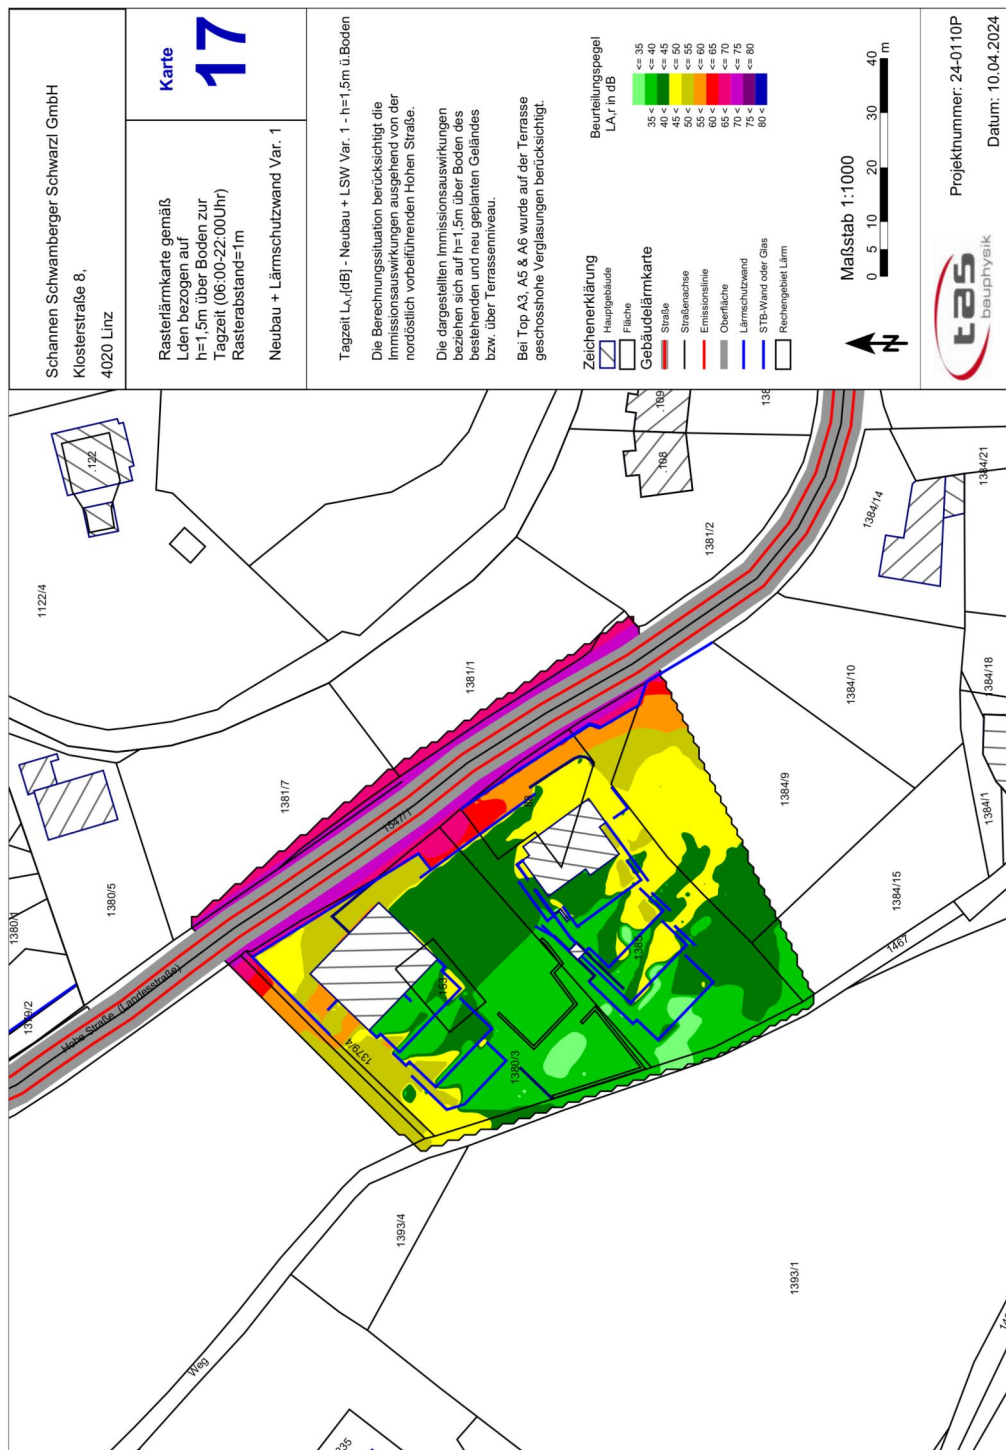 Schannen Schwamberger Schwarzl GmbH
Klosterstraße 8,
4020 Linz
Rasterlärmkarte gemäß
Lden bezogen auf
h=1,5m über Boden zur
Tagzeit (06:00-22:00Uhr)
Rasterabstand=1m
Neubau + Lärmschutzwand Var. 1
Karte
17
Tagzeit LA,r[dB] - Neubau + LSW Var. 1 - h=1,5m ü.Boden
Die Berechnungssituation berücksichtigt die
Immissionsauswirkungen ausgehend von der
nordöstlich vorbeiführenden Hohen Straße.
Die dargestellten Immissionsauswirkungen
beziehen sich auf h=1,5m über Boden des
bestehenden und neu geplanten Geländes
bzw. über Terrassenniveau.
Bei Top A3, A5 & A6 wurde auf der Terrasse
geschosshohe Verglasungen berücksichtigt.
Zeichenerklärung
Hauptgebäude
Fläche
Gebäudelärmkarte
Straße
Straßenachse
Emissionslinie
Oberfläche
Lärmschutzwand
STB-Wand oder Glas
Rechengebiet Lärm
Beurteilungspegel
LA,r in dB
<= 35
35 < <= 40
40 < <= 45
45 < <= 50
50 < <= 55
55 < <= 60
60 < <= 65
65 < <= 70
70 < <= 75
75 < <= 80
80 <
Maßstab 1:1000
0 5 10 20 30 40
m
N
tas
bauphysik
Projektnummer: 24-0110P
Datum: 10.04.2024
1122/4
.122
1380/1
1380/5
1379/2
Hohe Straße (Landesstraße)
1381/7
1547/1
1381/1
1381/2
.108
.109
1384/14
1384/21
1384/10
1384/18
1384/9
1384/1
1384/15
1467
1385
1379/4
1380/3
1393/4
1393/1
Weg